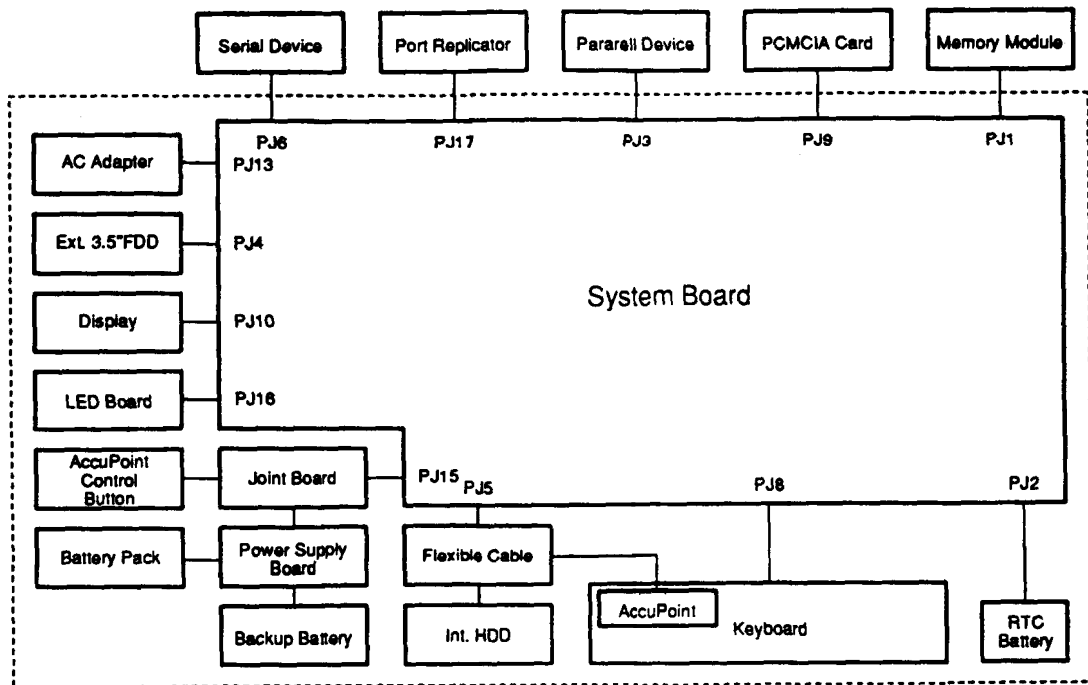 Serial Device
Port Replicator
Pararell Device
PCMCIA Card
Memory Module
PJ6
PJ17
PJ3
PJ9
PJ1
AC Adapter
PJ13
Ext. 3.5"FDD
PJ4
System Board
Display
PJ10
LED Board
PJ16
AccuPoint
Control
Button
Joint Board
PJ15
PJ5
PJ8
PJ2
Battery Pack
Power Supply
Board
Flexible Cable
AccuPoint
Keyboard
Backup Battery
Int. HDD
RTC
Battery